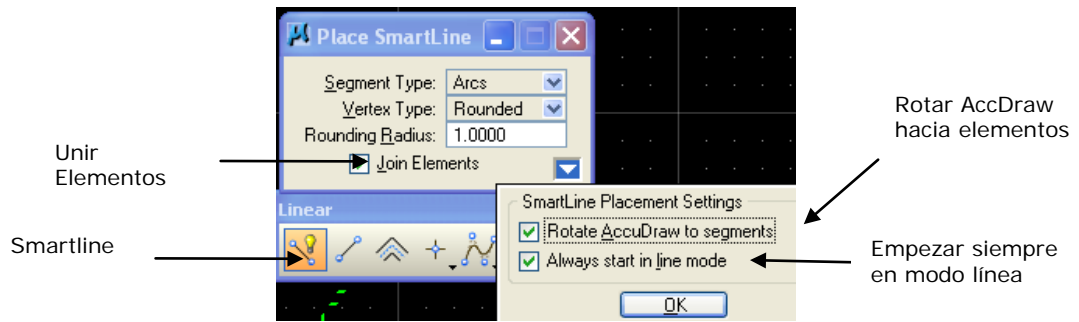 Place SmartLine
Segment Type: Arcs
Vertex Type: Rounded
Rounding Radius: 1.0000
Join Elements
Unir
Elementos
Linear
Smartline
SmartLine Placement Settings
Rotate AccuDraw to segments
Always start in line mode
OK
Rotar AccDraw
hacia elementos
Empezar siempre
en modo línea